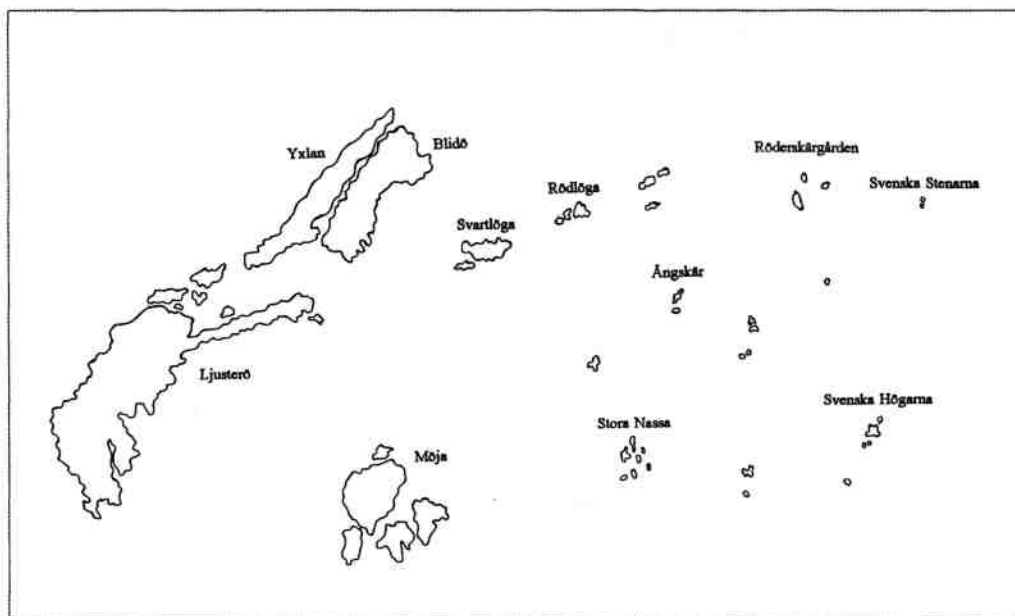 Yxlan
Blidö
Röderskärgården
Rödlöga
Svenska Stenarna
Svartlöga
Ängskär
Ljusterö
Svenska Högarna
Stora Nassa
Möja